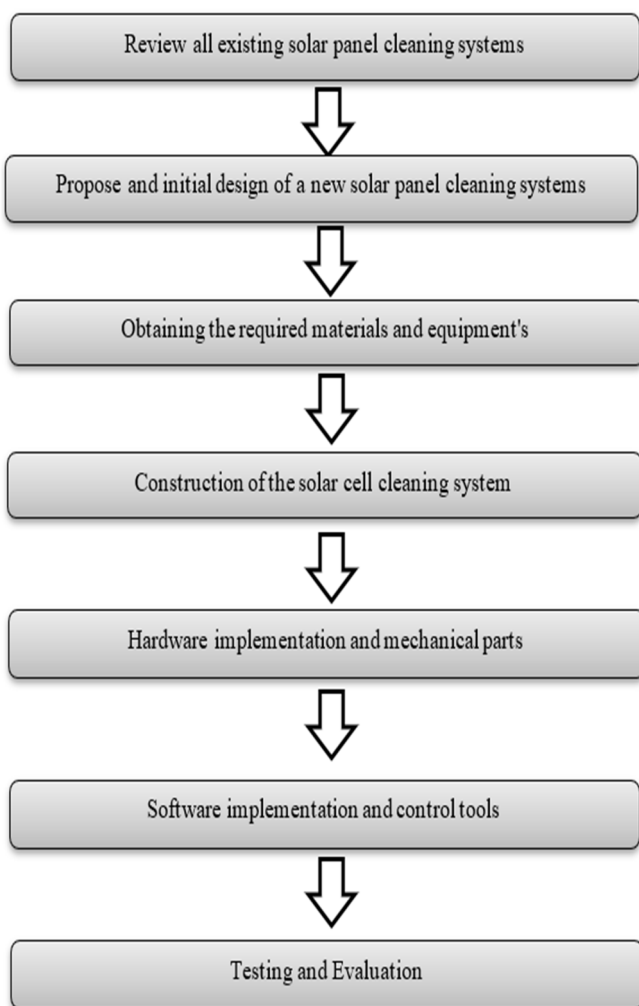 Review all existing solar panel cleaning systems
Propose and initial design of a new solar panel cleaning systems
Obtaining the required materials and equipment's
Construction of the solar cell cleaning system
Hardware implementation and mechanical parts
Software implementation and control tools
Testing and Evaluation